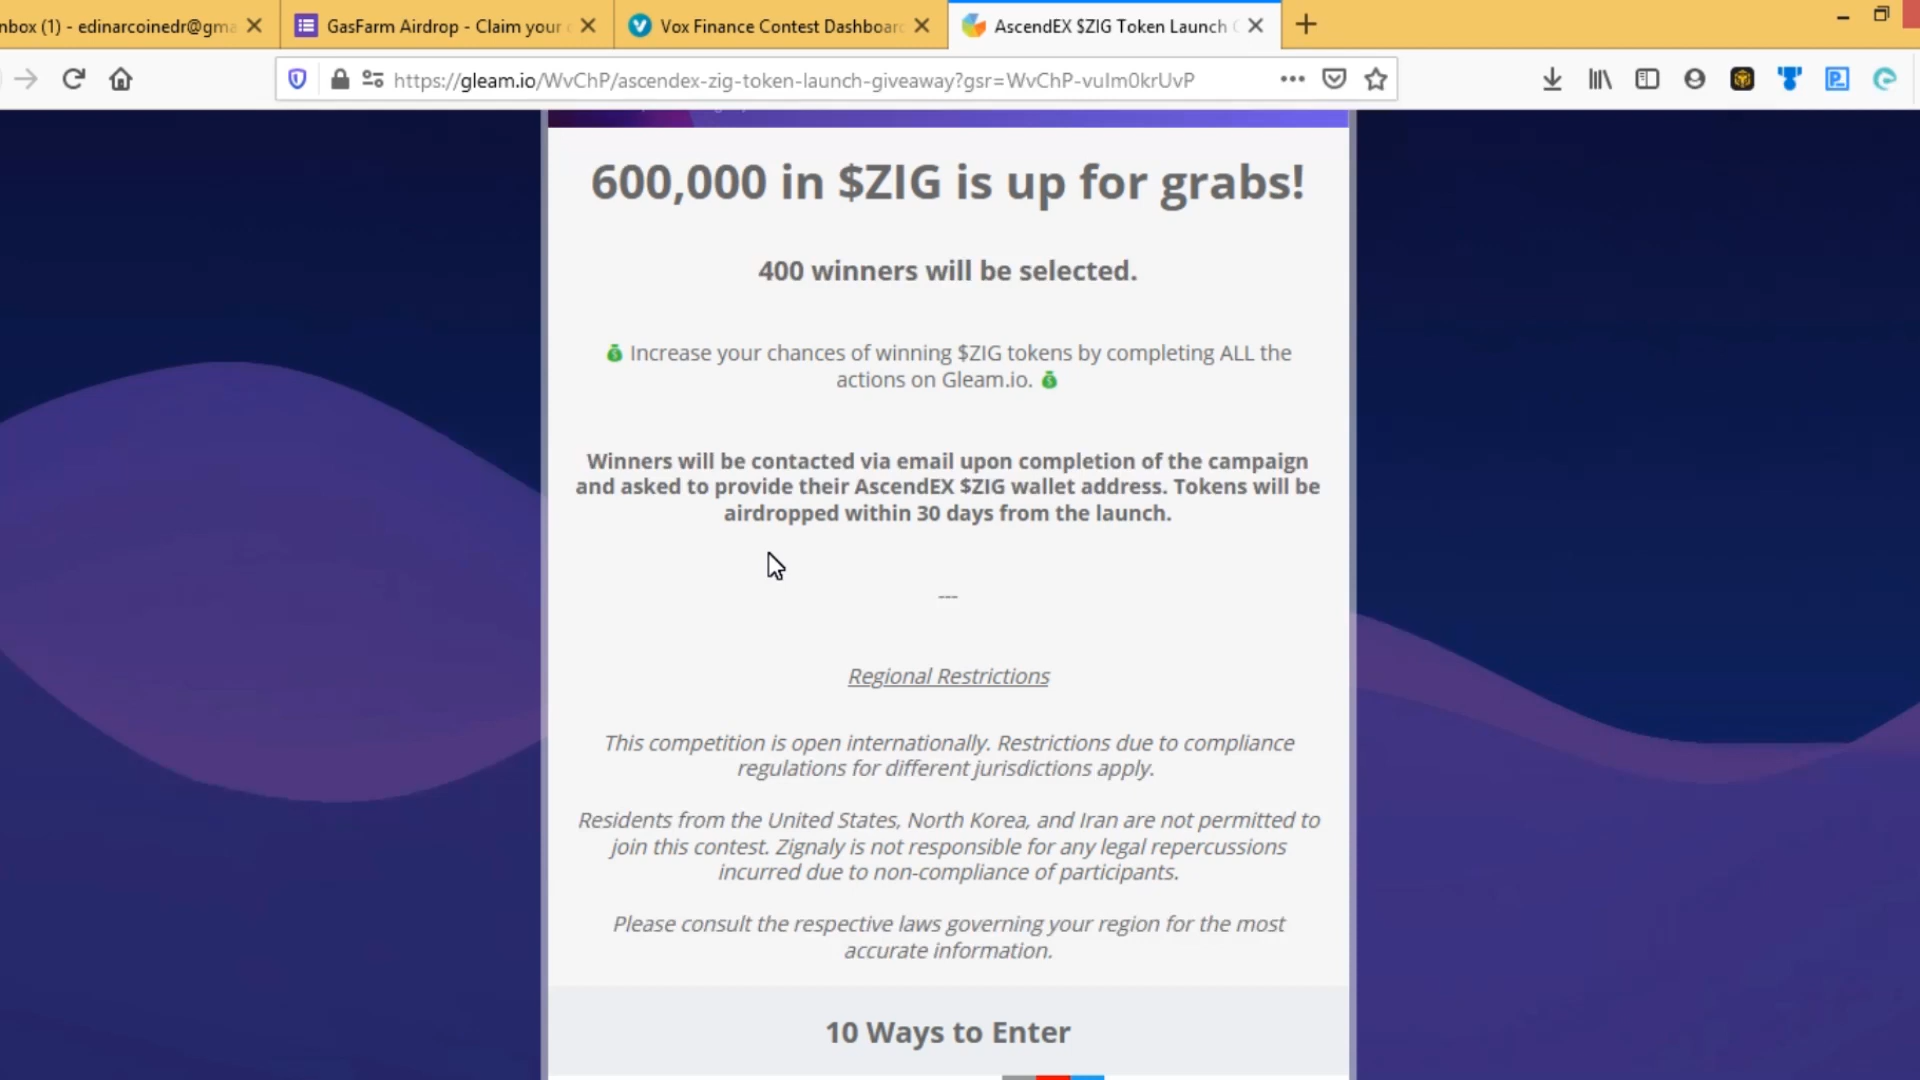 nbox (1) - edinarcoinedr@gma
GasFarm Airdrop - Claim your
Vox Finance Contest Dashboar
AscendEX $ZIG Token Launch
https://gleam.io/WvChP/ascendex-zig-token-launch-giveaway?gsr=WvChP-vuIm0krUvP
600,000 in $ZIG is up for grabs!
400 winners will be selected.
Increase your chances of winning $ZIG tokens by completing ALL the
actions on Gleam.io.
Winners will be contacted via email upon completion of the campaign
and asked to provide their AscendEX $ZIG wallet address. Tokens will be
airdropped within 30 days from the launch.
---
Regional Restrictions
This competition is open internationally. Restrictions due to compliance
regulations for different jurisdictions apply.
Residents from the United States, North Korea, and Iran are not permitted to
join this contest. Zignaly is not responsible for any legal repercussions
incurred due to non-compliance of participants.
Please consult the respective laws governing your region for the most
accurate information.
10 Ways to Enter